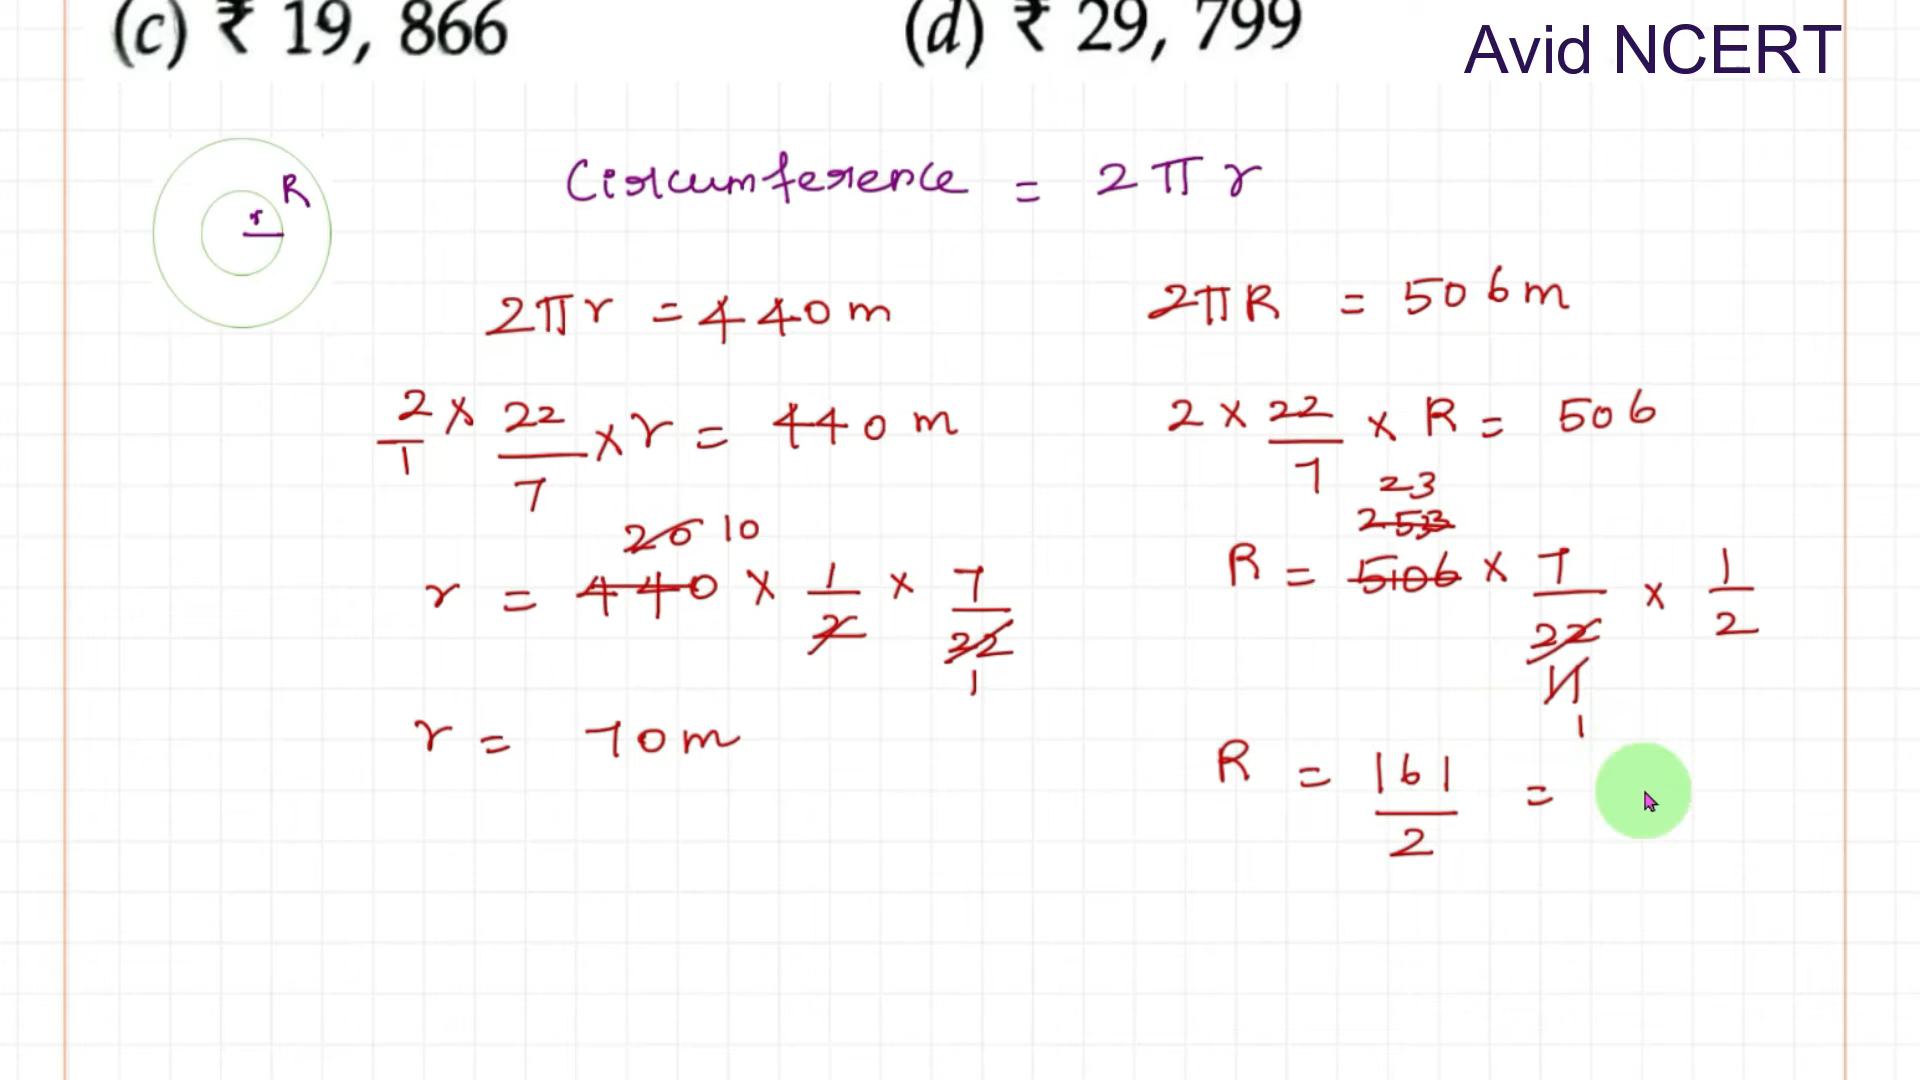 (c) ₹ 19, 866 (d) ₹ 29, 799
Avid NCERT
R
r
Circumference = 2πr
2πr = 440 m
2πR = 506 m
2/1 × 22/7 × r = 440 m
2 × 22/7 × R = 506
20 10
r = 440 × 1/2 × 7/22
1
23
253
R = 506 × 7/22 × 1/2
11
1
r = 70 m
R = 161/2 =